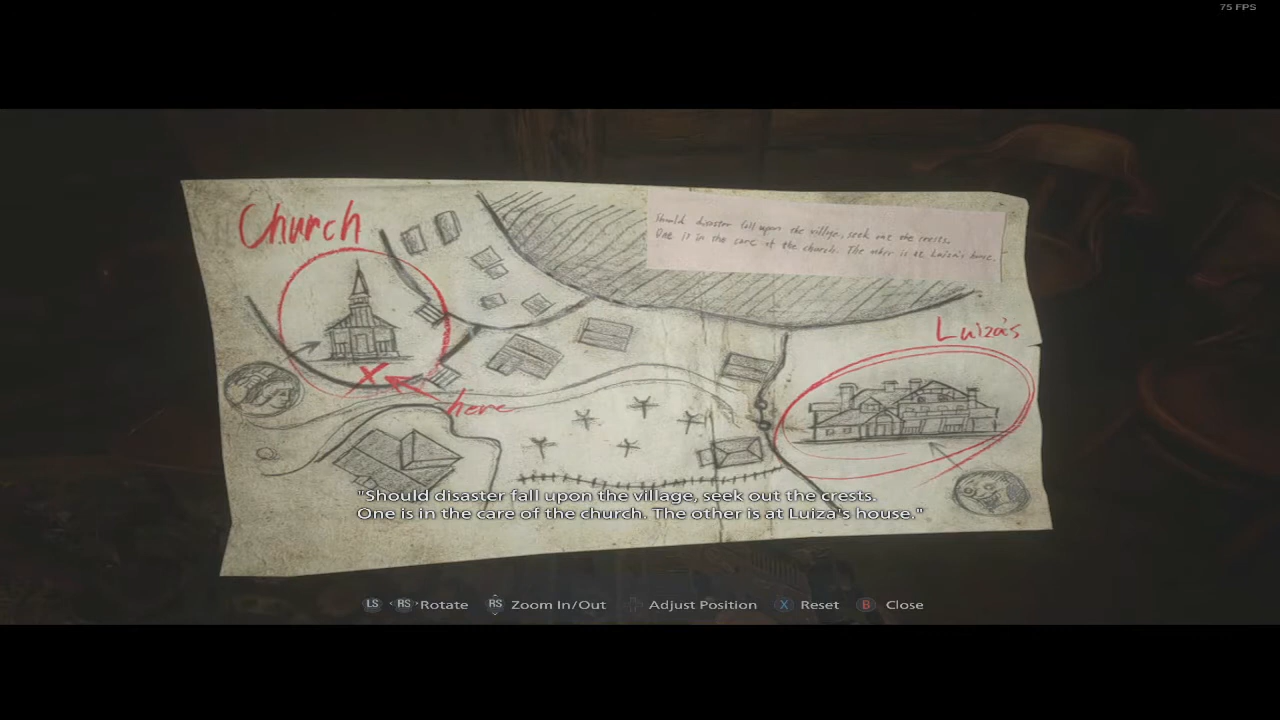 75 FPS
Church
Should disaster fall upon the village, seek out the crests.
One is in the care of the church. The other is at Luiza's house.
Luiza's
here
"Should disaster fall upon the village, seek out the crests.
One is in the care of the church. The other is at Luiza's house."
LS RS Rotate RS Zoom In/Out Adjust Position X Reset B Close